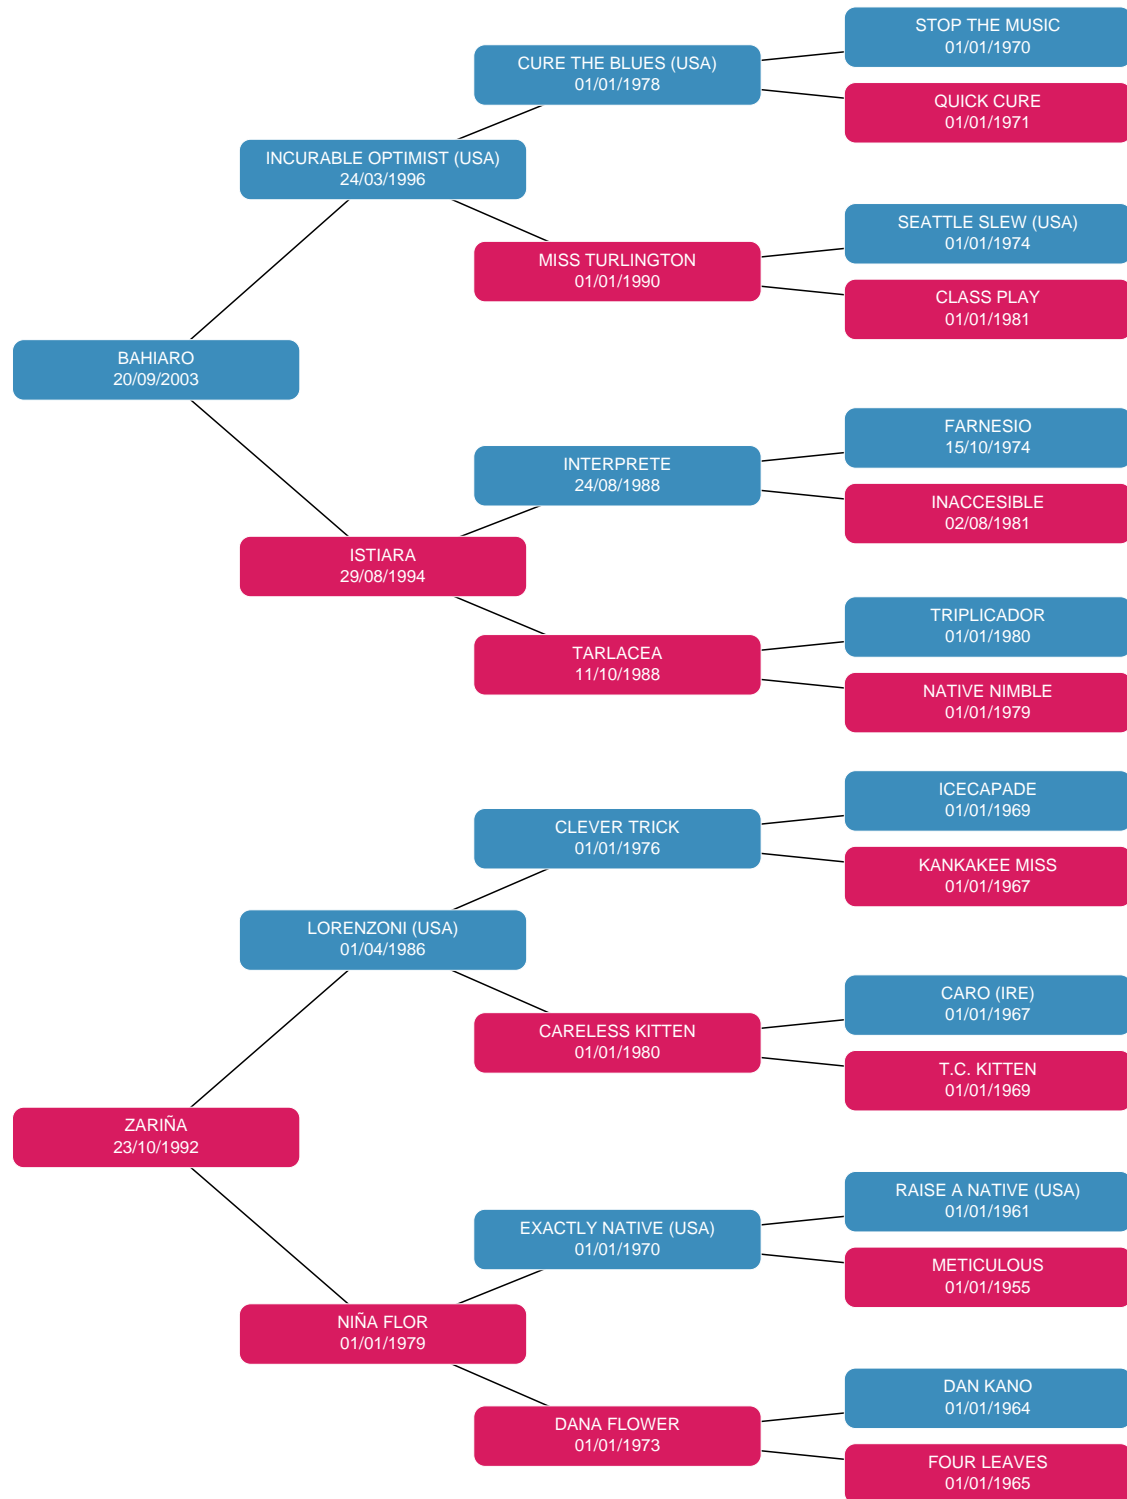 STOP THE MUSIC
01/01/1970
CURE THE BLUES (USA)
01/01/1978
QUICK CURE
01/01/1971
INCURABLE OPTIMIST (USA)
24/03/1996
SEATTLE SLEW (USA)
01/01/1974
MISS TURLINGTON
01/01/1990
CLASS PLAY
01/01/1981
BAHIARO
20/09/2003
FARNESIO
15/10/1974
INTERPRETE
24/08/1988
INACCESIBLE
02/08/1981
ISTIARA
29/08/1994
TRIPLICADOR
01/01/1980
TARLACEA
11/10/1988
NATIVE NIMBLE
01/01/1979
ICECAPADE
01/01/1969
CLEVER TRICK
01/01/1976
KANKAKEE MISS
01/01/1967
LORENZONI (USA)
01/04/1986
CARO (IRE)
01/01/1967
CARELESS KITTEN
01/01/1980
T.C. KITTEN
01/01/1969
ZARIÑA
23/10/1992
RAISE A NATIVE (USA)
01/01/1961
EXACTLY NATIVE (USA)
01/01/1970
METICULOUS
01/01/1955
NIÑA FLOR
01/01/1979
DAN KANO
01/01/1964
DANA FLOWER
01/01/1973
FOUR LEAVES
01/01/1965